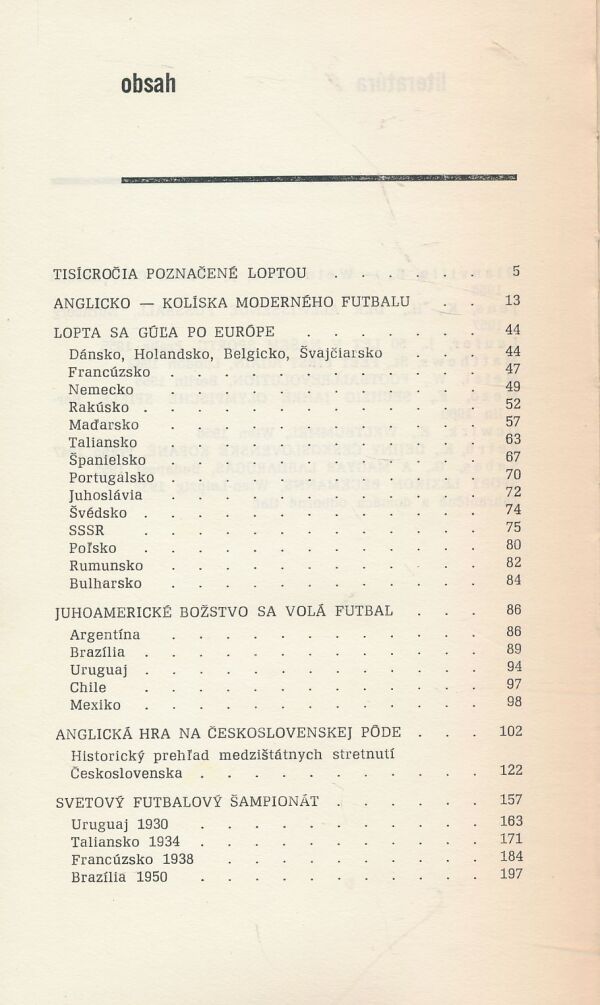 obsah
TISÍCROČIA POZNAČENÉ LOPTOU . . . . . . . 5
ANGLICKO — KOLÍSKA MODERNÉHO FUTBALU . . 13
LOPTA SA GÚĽA PO EURÓPE . . . . . . . 44
Dánsko, Holandsko, Belgicko, Švajčiarsko . . . . 44
Francúzsko . . . . . . . . . . . . 47
Nemecko . . . . . . . . . . . . . 49
Rakúsko . . . . . . . . . . . . . 52
Maďarsko . . . . . . . . . . . . . 57
Taliansko . . . . . . . . . . . . 63
Španielsko . . . . . . . . . . . . 67
Portugalsko . . . . . . . . . . . . 70
Juhoslávia . . . . . . . . . . . . 72
Švédsko . . . . . . . . . . . . . 74
SSSR . . . . . . . . . . . . . 75
Poľsko . . . . . . . . . . . . . 80
Rumunsko . . . . . . . . . . . . 82
Bulharsko . . . . . . . . . . . . 84
JUHOAMERICKÉ BOŽSTVO SA VOLÁ FUTBAL . . . 86
Argentína . . . . . . . . . . . . 86
Brazília . . . . . . . . . . . . . 89
Uruguaj . . . . . . . . . . . . . 94
Chile . . . . . . . . . . . . . 97
Mexiko . . . . . . . . . . . . . 98
ANGLICKÁ HRA NA ČESKOSLOVENSKEJ PÔDE . . . 102
Historický prehľad medzištátnych stretnutí
Československa . . . . . . . . . . . 122
SVETOVÝ FUTBALOVÝ ŠAMPIONÁT . . . . . . 157
Uruguaj 1930 . . . . . . . . . . . 163
Taliansko 1934 . . . . . . . . . . . 171
Francúzsko 1938 . . . . . . . . . . 184
Brazília 1950 . . . . . . . . . . . 197